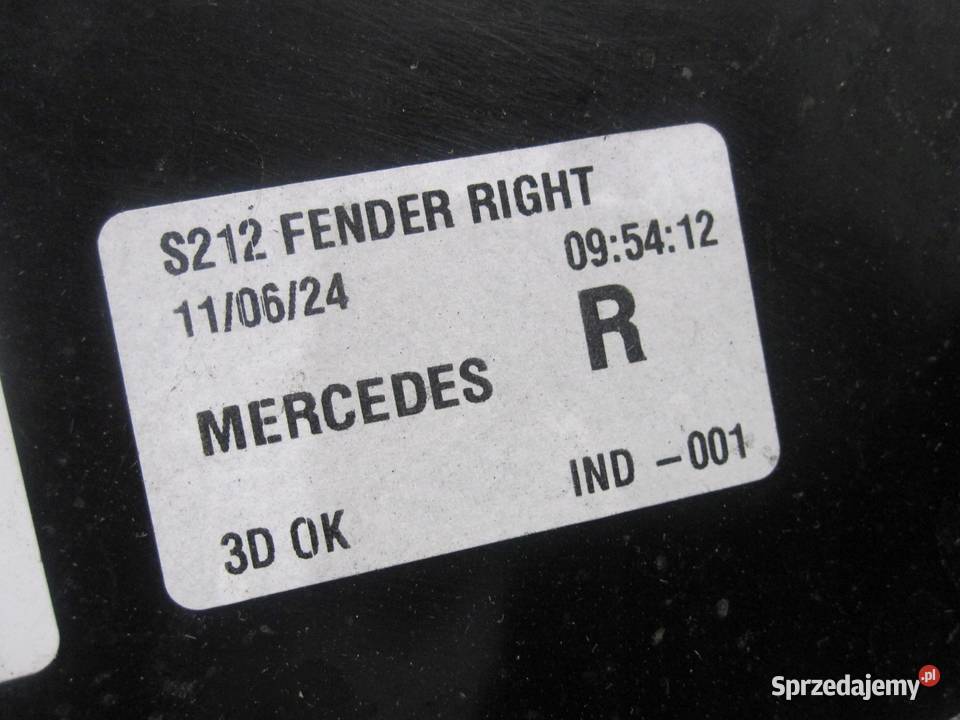 S212 FENDER RIGHT
11/06/24 09:54:12
R
MERCEDES
IND -001
3D OK
Sprzedajemy.pl